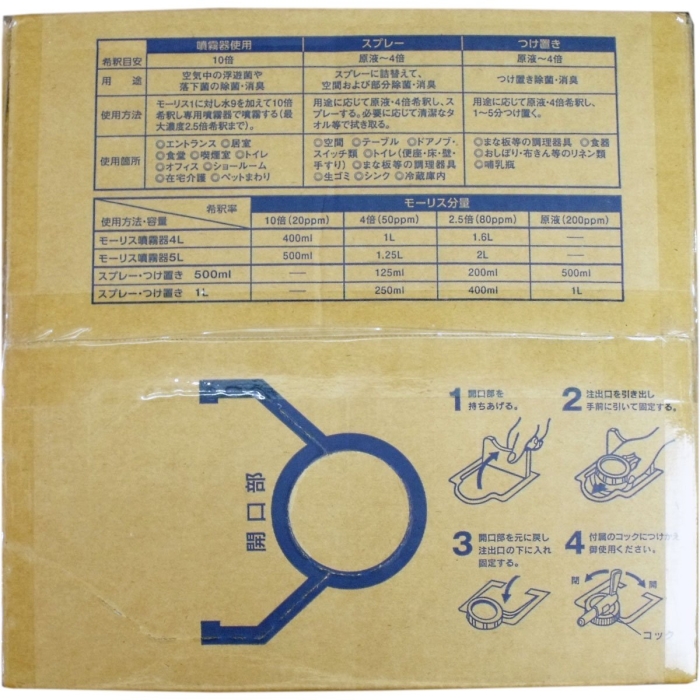 噴霧器使用 スプレー つけ置き
希釈目安 10倍 原液〜4倍 原液〜4倍
用途 空気中の浮遊菌や 落下菌の除菌・消臭 スプレーに詰替えて、 空間および部分除菌・消臭 つけ置き除菌・消臭
使用方法 モーリス1に対し水9を加えて10倍 用途に応じて原液・4倍希釈し、ス 用途に応じて原液・4倍希釈し、
希釈し専用噴霧器で噴霧する(最 プレーする。必要に応じて清潔なタ 1〜5分つけ置く。
大濃度2.5倍希釈まで)。 オル等で拭き取る。
使用箇所 ◎エントランス ◎居室 ◎空間 ◎テーブル ◎ドアノブ・ ◎まな板等の調理器具 ◎食器
◎食堂 ◎喫煙室 ◎トイレ スイッチ類 ◎トイレ(便座・床・壁・ ◎おしぼり・布きん等のリネン類
◎オフィス ◎ショールーム 手すり) ◎まな板等の調理器具 ◎哺乳瓶
◎在宅介護 ◎ペットまわり ◎生ゴミ ◎シンク ◎冷蔵庫内
希釈率 モーリス分量
使用方法・容量 10倍(20ppm) 4倍(50ppm) 2.5倍(80ppm) 原液(200ppm)
モーリス噴霧器4L 400ml 1L 1.6L —
モーリス噴霧器5L 500ml 1.25L 2L —
スプレー・つけ置き 500ml — 125ml 200ml 500ml
スプレー・つけ置き 1L — 250ml 400ml 1L
開口部
1 開口部を
持ちあげる。
2 注出口を引き出し
手前に引いて固定する。
3 開口部を元に戻し
注出口の下に入れ
固定する。
4 付属のコックにつけかえ
御使用ください。
閉 開
コック